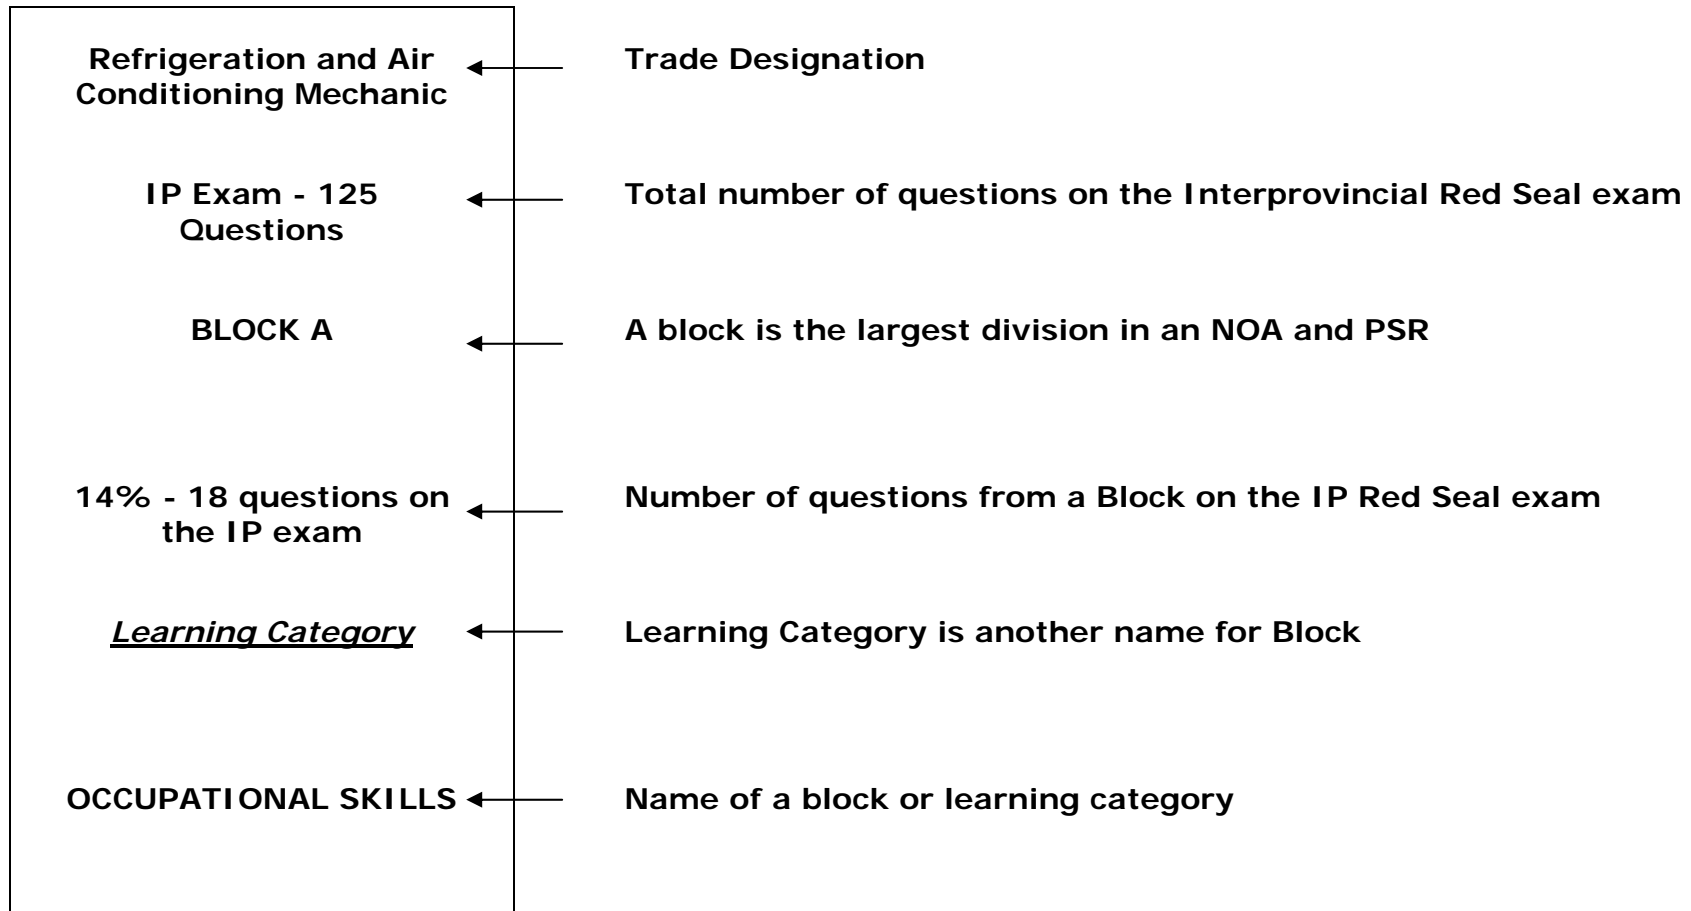 Refrigeration and Air
Conditioning Mechanic
Trade Designation
IP Exam - 125
Questions
Total number of questions on the Interprovincial Red Seal exam
BLOCK A
A block is the largest division in an NOA and PSR
14% - 18 questions on
the IP exam
Number of questions from a Block on the IP Red Seal exam
Learning Category
Learning Category is another name for Block
OCCUPATIONAL SKILLS
Name of a block or learning category